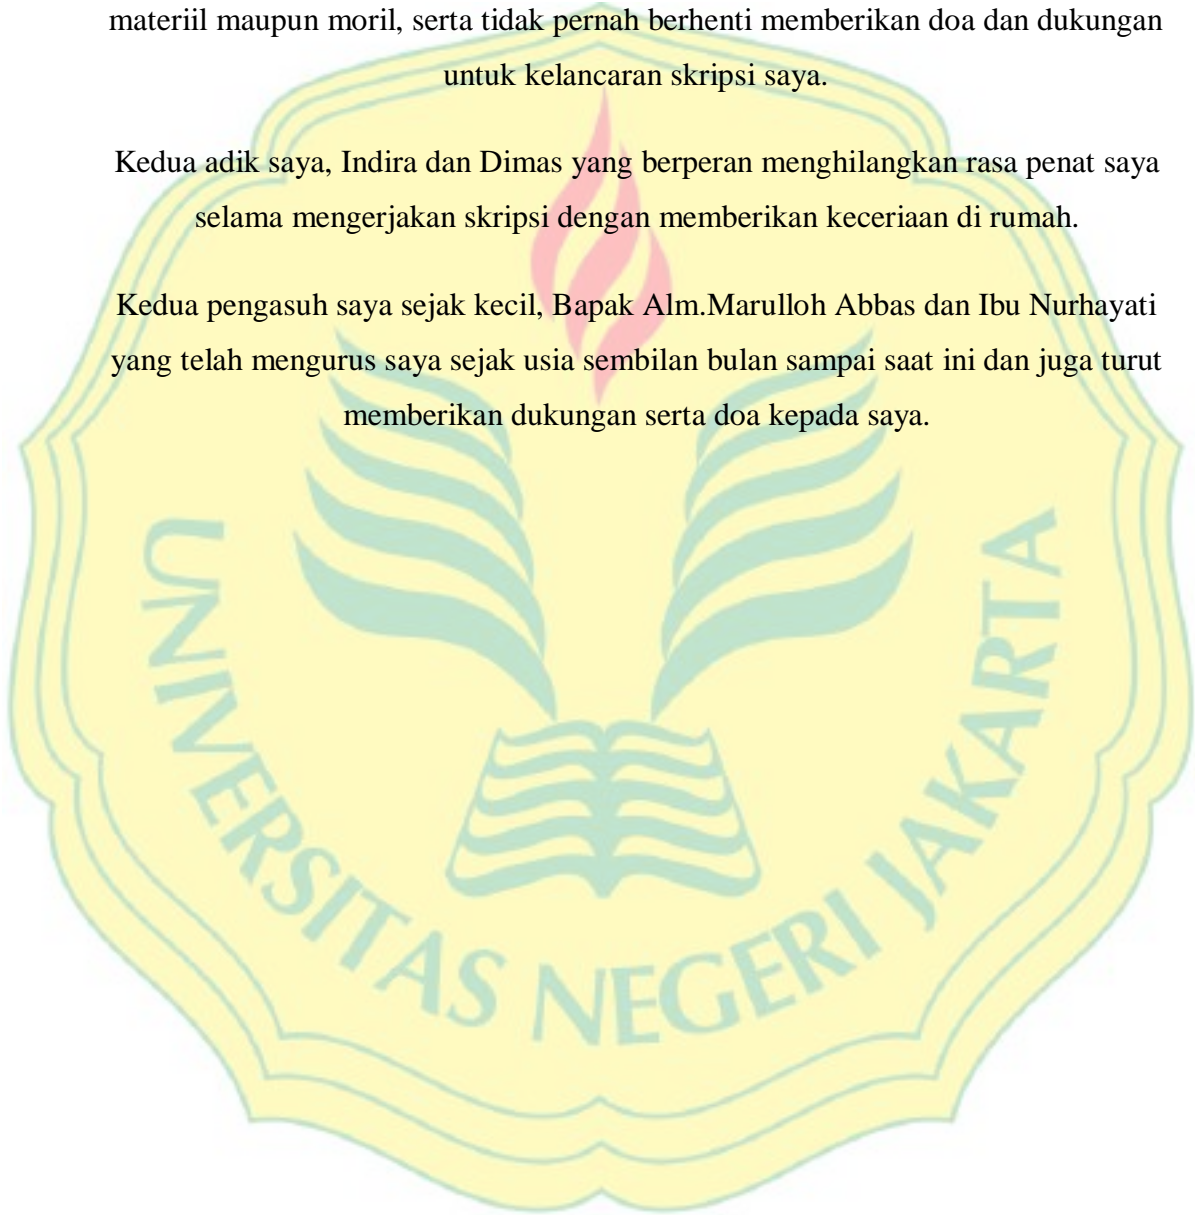 materiil maupun moril, serta tidak pernah berhenti memberikan doa dan dukungan
untuk kelancaran skripsi saya.
Kedua adik saya, Indira dan Dimas yang berperan menghilangkan rasa penat saya
selama mengerjakan skripsi dengan memberikan keceriaan di rumah.
Kedua pengasuh saya sejak kecil, Bapak Alm.Marulloh Abbas dan Ibu Nurhayati
yang telah mengurus saya sejak usia sembilan bulan sampai saat ini dan juga turut
memberikan dukungan serta doa kepada saya.
UNIVERSITAS NEGERI JAKARTA